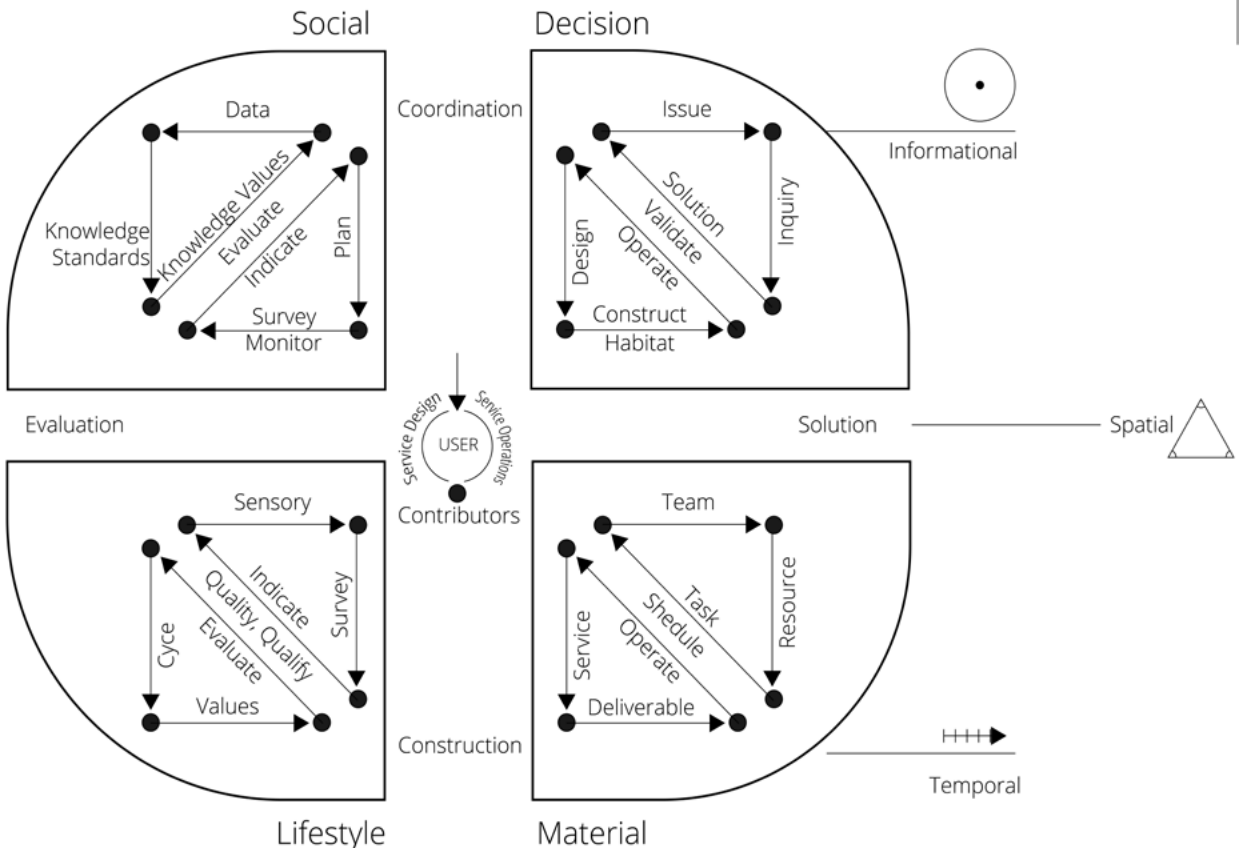 Social
Decision
Data
Knowledge Values
Knowledge
Standards
Evaluate
Indicate
Plan
Survey
Monitor
Coordination
Issue
Solution
Validate
Operate
Inquiry
Design
Construct
Habitat
Informational
Evaluation
Service Design
USER
Service Operations
Contributors
Solution
Spatial
Sensory
Indicate
Quality, Qualify
Evaluate
Survey
Cyce
Values
Construction
Team
Task
Shedule
Operate
Resource
Service
Deliverable
Temporal
Lifestyle
Material